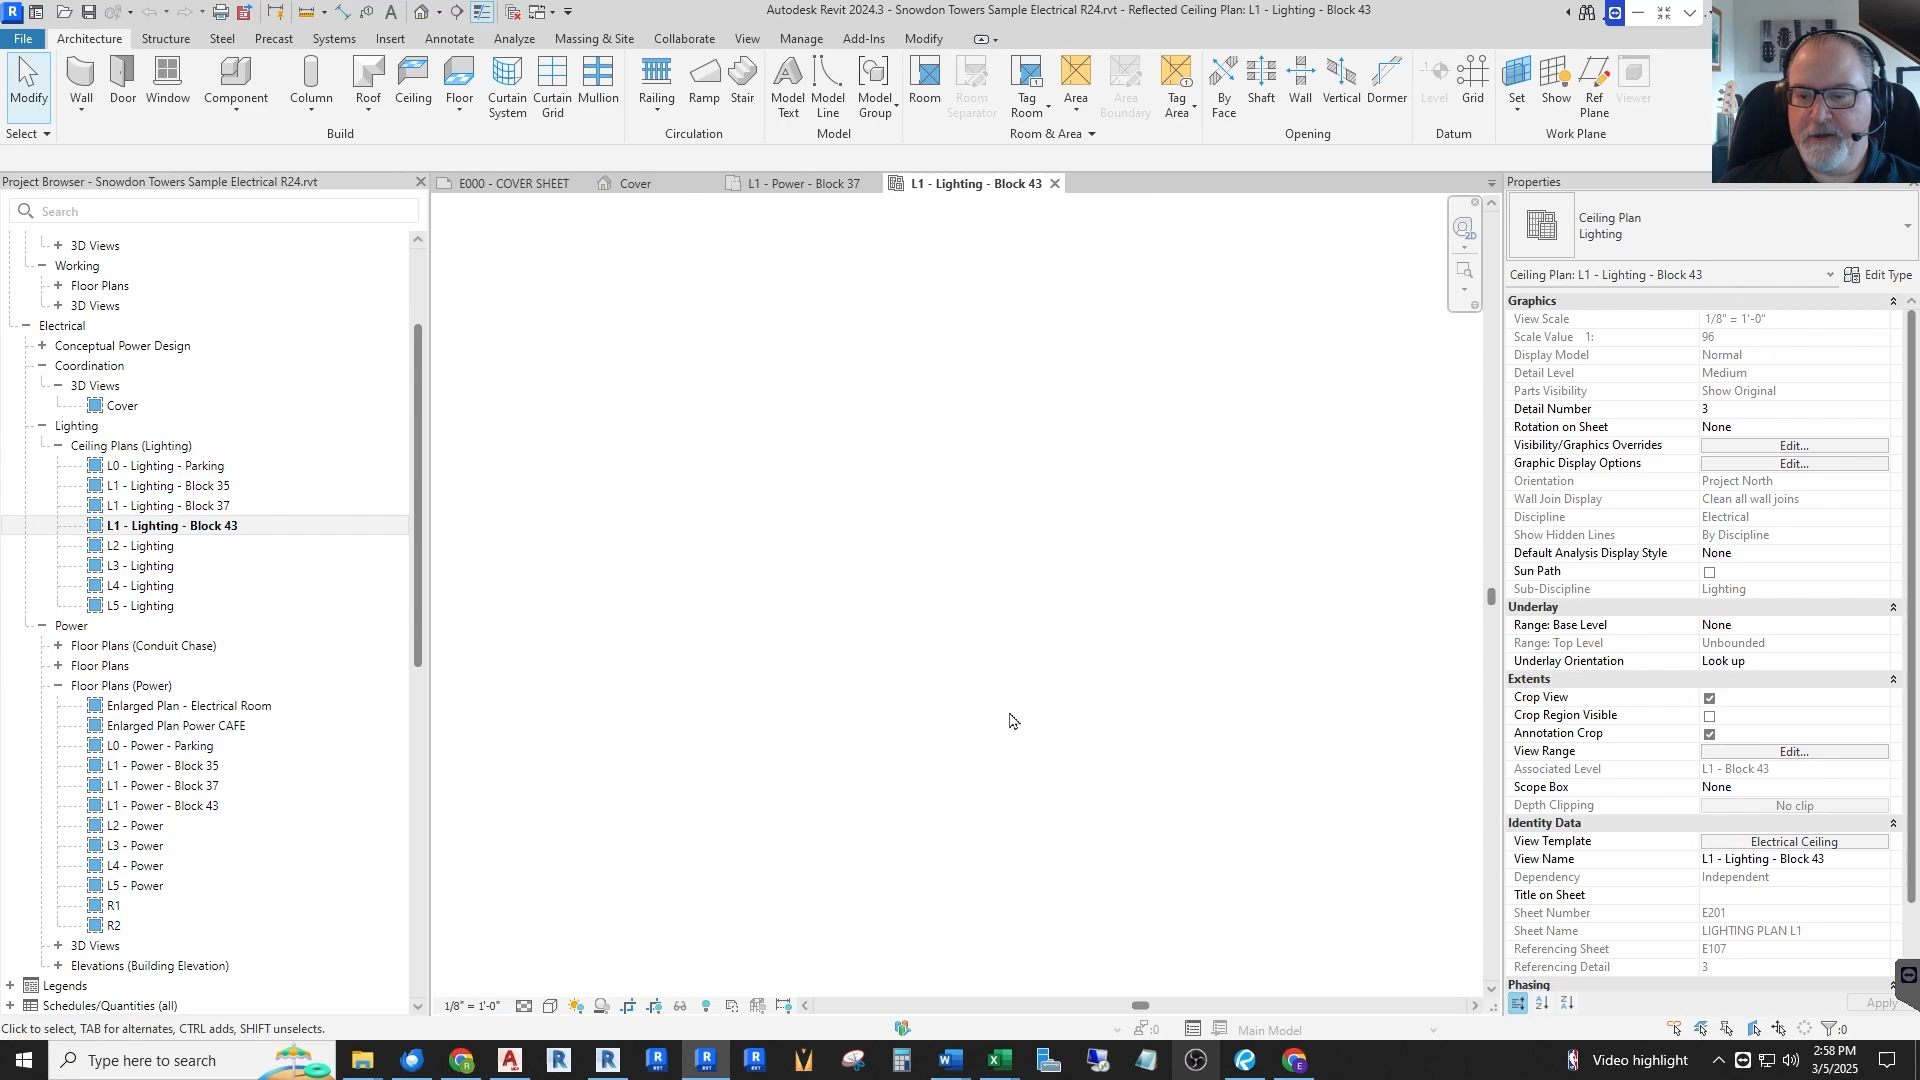 Autodesk Revit 2024.3 - Snowdon Towers Sample Electrical R24.rvt - Reflected Ceiling Plan: L1 - Lighting - Block 43
File Architecture Structure Steel Precast Systems Insert Annotate Analyze Massing & Site Collaborate View Manage Add-Ins Modify
Modify Wall Door Window Component Column Roof Ceiling Floor Curtain System Curtain Grid Mullion Railing Ramp Stair Model Text Model Line Model Group Room Room Separator Tag Room Area Area Boundary Tag Area By Face Shaft Wall Vertical Dormer Level Grid Set Show Ref Plane Viewer
Select Build Circulation Model Room & Area Opening Datum Work Plane
Project Browser - Snowdon Towers Sample Electrical R24.rvt
Search
3D Views
Working
Floor Plans
3D Views
Electrical
Conceptual Power Design
Coordination
3D Views
Cover
Lighting
Ceiling Plans (Lighting)
L0 - Lighting - Parking
L1 - Lighting - Block 35
L1 - Lighting - Block 37
L1 - Lighting - Block 43
L2 - Lighting
L3 - Lighting
L4 - Lighting
L5 - Lighting
Power
Floor Plans (Conduit Chase)
Floor Plans
Floor Plans (Power)
Enlarged Plan - Electrical Room
Enlarged Plan Power CAFE
L0 - Power - Parking
L1 - Power - Block 35
L1 - Power - Block 37
L1 - Power - Block 43
L2 - Power
L3 - Power
L4 - Power
L5 - Power
R1
R2
3D Views
Elevations (Building Elevation)
Legends
Schedules/Quantities (all)
E000 - COVER SHEET Cover L1 - Power - Block 37 L1 - Lighting - Block 43
2D
1/8" = 1'-0"
Properties
Ceiling Plan
Lighting
Ceiling Plan: L1 - Lighting - Block 43 Edit Type
Graphics
View Scale 1/8" = 1'-0"
Scale Value 1: 96
Display Model Normal
Detail Level Medium
Parts Visibility Show Original
Detail Number 3
Rotation on Sheet None
Visibility/Graphics Overrides Edit...
Graphic Display Options Edit...
Orientation Project North
Wall Join Display Clean all wall joins
Discipline Electrical
Show Hidden Lines By Discipline
Default Analysis Display Style None
Sun Path
Sub-Discipline Lighting
Underlay
Range: Base Level None
Range: Top Level Unbounded
Underlay Orientation Look up
Extents
Crop View
Crop Region Visible
Annotation Crop
View Range Edit...
Associated Level L1 - Block 43
Scope Box None
Depth Clipping No clip
Identity Data
View Template Electrical Ceiling
View Name L1 - Lighting - Block 43
Dependency Independent
Title on Sheet
Sheet Number E201
Sheet Name LIGHTING PLAN L1
Referencing Sheet E107
Referencing Detail 3
Phasing
Apply
Click to select, TAB for alternates, CTRL adds, SHIFT unselects. :0 Main Model :0
Type here to search Video highlight 2:58 PM
3/5/2025